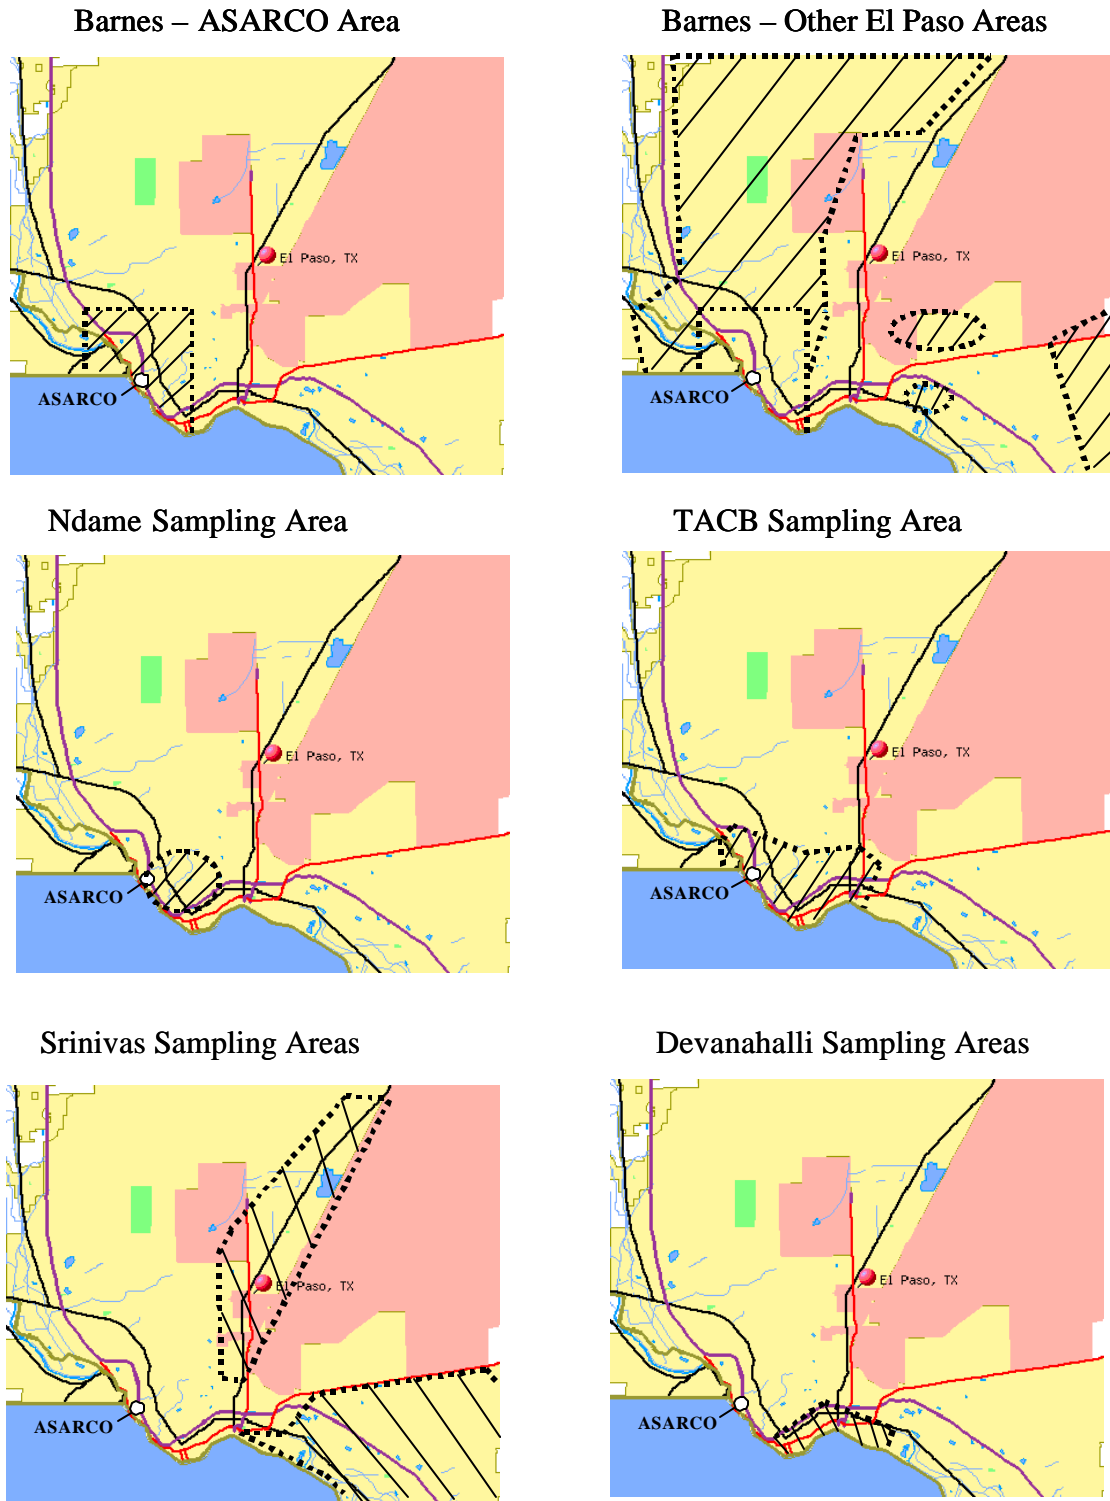 Barnes – ASARCO Area
Barnes – Other El Paso Areas
El Paso, TX
ASARCO
El Paso, TX
ASARCO
Ndame Sampling Area
TACB Sampling Area
El Paso, TX
ASARCO
El Paso, TX
ASARCO
Srinivas Sampling Areas
Devanahalli Sampling Areas
El Paso, TX
ASARCO
El Paso, TX
ASARCO